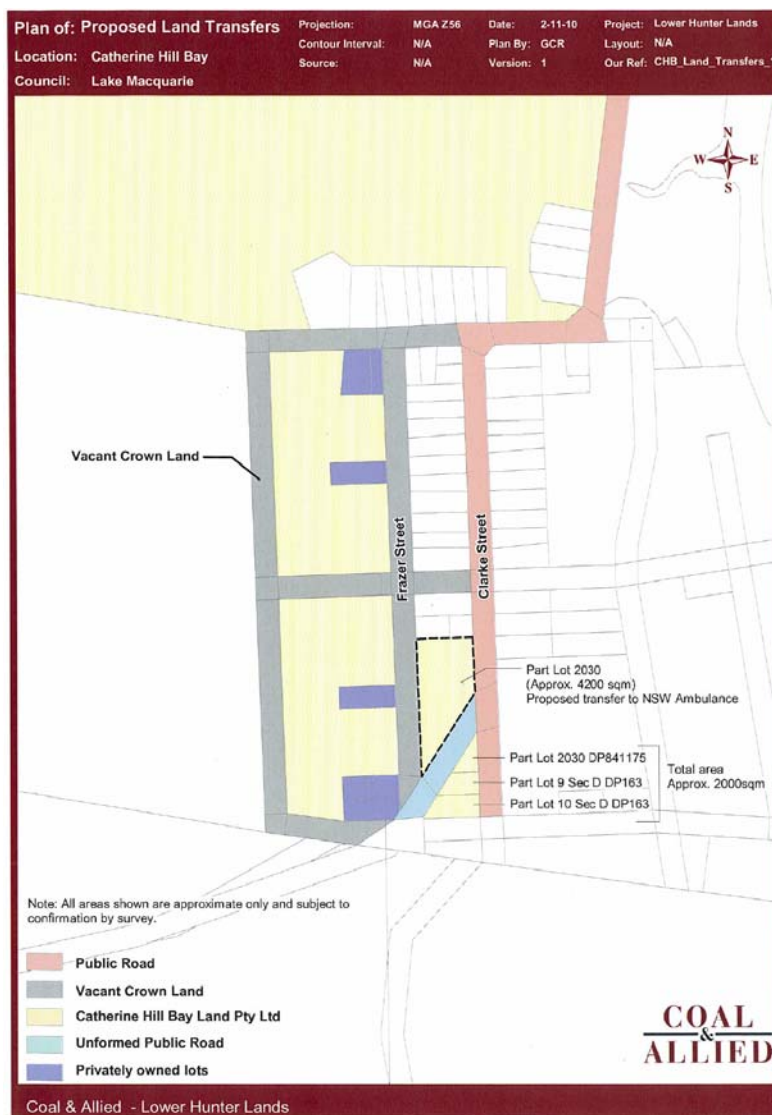 Plan of: Proposed Land Transfers
Location: Catherine Hill Bay
Council: Lake Macquarie
Projection: MGA Z56
Contour Interval: N/A
Source: N/A
Date: 2-11-10
Plan By: GCR
Version: 1
Project: Lower Hunter Lands
Layout: N/A
Our Ref: CHB_Land_Transfers_
N
W E
S
Vacant Crown Land
Frazer Street
Clarke Street
Part Lot 2030
(Approx. 4200 sqm)
Proposed transfer to NSW Ambulance
Part Lot 2030 DP841175
Part Lot 9 Sec D DP163
Part Lot 10 Sec D DP163
Total area
Approx. 2000sqm
Note: All areas shown are approximate only and subject to
confirmation by survey.
Public Road
Vacant Crown Land
Catherine Hill Bay Land Pty Ltd
Unformed Public Road
Privately owned lots
COAL
&
ALLIED
Coal & Allied - Lower Hunter Lands